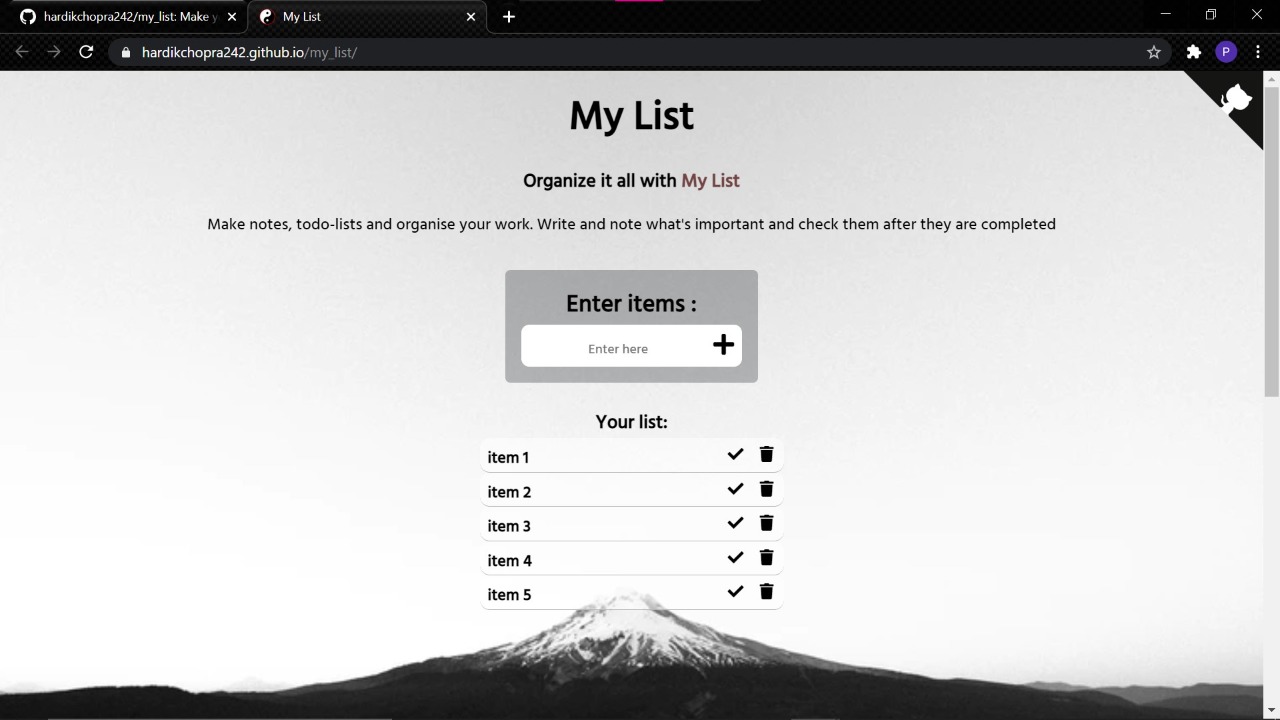 hardikchopra242/my_list: Make y
My List
hardikchopra242.github.io/my_list/
P
My List
Organize it all with My List
Make notes, todo-lists and organise your work. Write and note what's important and check them after they are completed
Enter items :
Enter here
Your list:
item 1
item 2
item 3
item 4
item 5